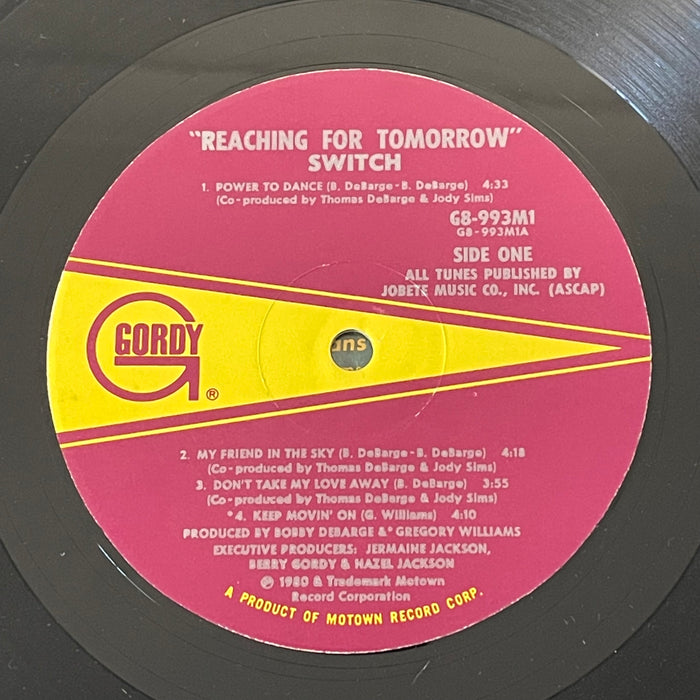 "REACHING FOR TOMORROW"
SWITCH
1. POWER TO DANCE (B. DeBarge-B. DeBarge) 4:33
(Co-produced by Thomas DeBarge & Jody Sims)
G8-993M1
G8-993M1A
SIDE ONE
ALL TUNES PUBLISHED BY
JOBETE MUSIC CO., INC. (ASCAP)
GORDY
®
ans
2. MY FRIEND IN THE SKY (B. DeBarge-B. DeBarge) 4:18
(Co-produced by Thomas DeBarge & Jody Sims)
3. DON'T TAKE MY LOVE AWAY (B. DeBarge) 3:55
(Co-produced by Thomas DeBarge & Jody Sims)
*4. KEEP MOVIN' ON (G. Williams) 4:10
PRODUCED BY BOBBY DEBARGE &* GREGORY WILLIAMS
EXECUTIVE PRODUCERS: JERMAINE JACKSON,
BERRY GORDY & HAZEL JACKSON
℗ 1980 & Trademark Motown
Record Corporation
A PRODUCT OF MOTOWN RECORD CORP.